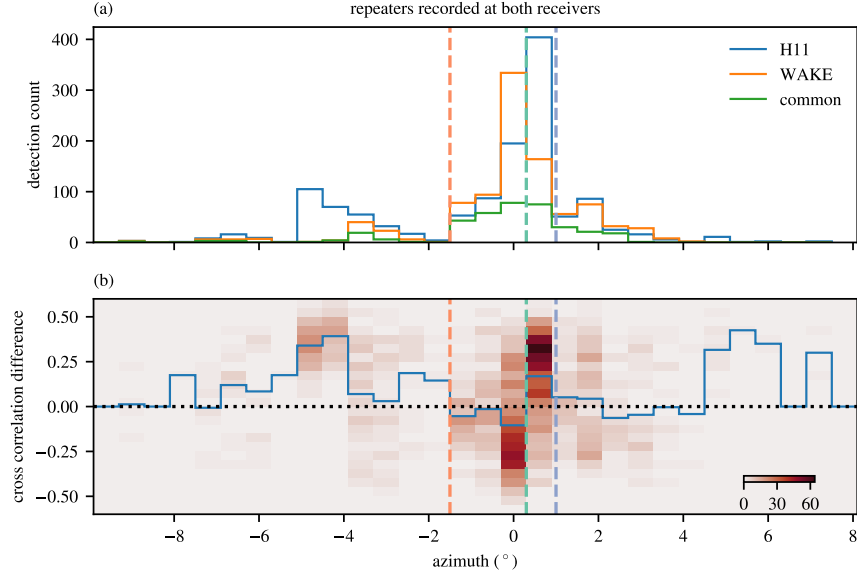 (a)
repeaters recorded at both receivers
400
300
200
100
0
detection count
H11
WAKE
common
(b)
0.50
0.25
0.00
−0.25
−0.50
cross correlation difference
0 30 60
−8 −6 −4 −2 0 2 4 6 8
azimuth (°)